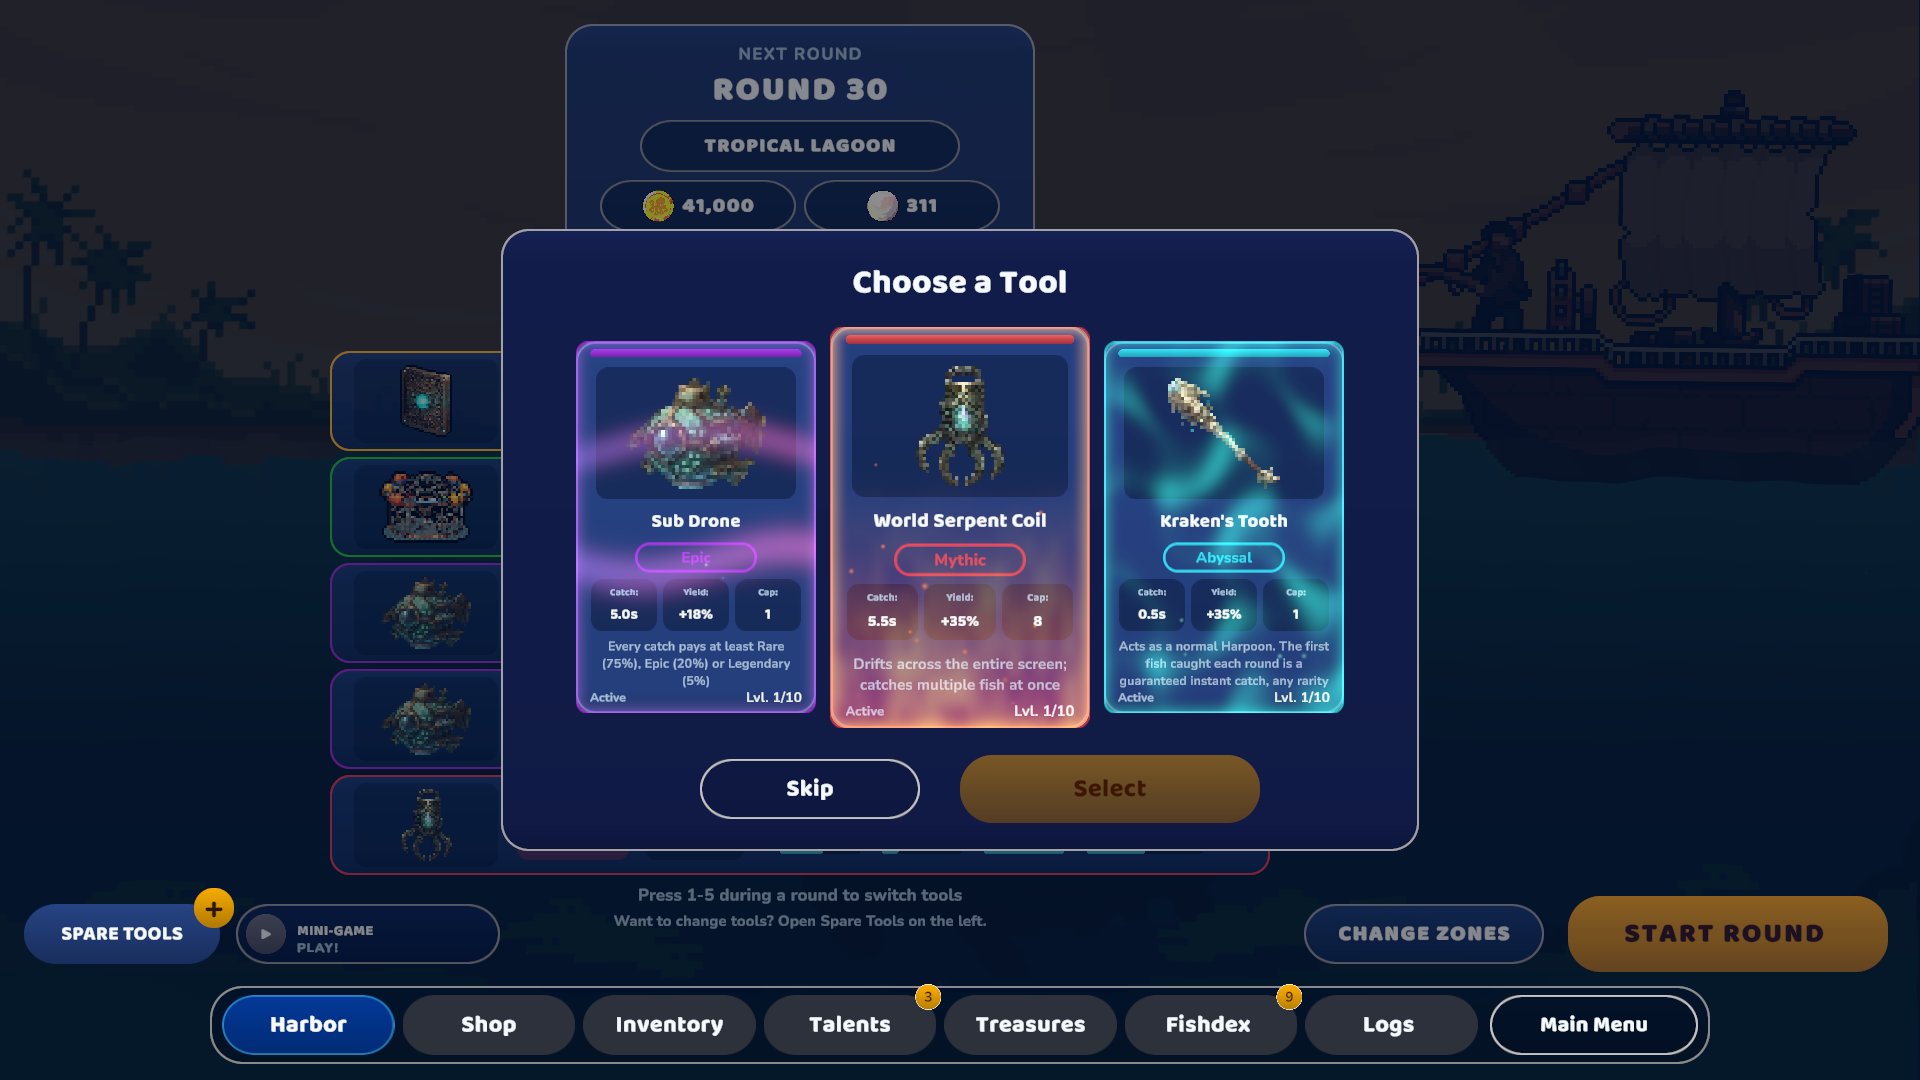 NEXT ROUND
ROUND 30
TROPICAL LAGOON
41,000
311
Choose a Tool
Sub Drone
Epic
Catch:
5.0s
Yield:
+18%
Cap:
1
Every catch pays at least Rare
(75%), Epic (20%) or Legendary
(5%)
Active
Lvl. 1/10
World Serpent Coil
Mythic
Catch:
5.5s
Yield:
+35%
Cap:
8
Drifts across the entire screen;
catches multiple fish at once
Active
Lvl. 1/10
Kraken's Tooth
Abyssal
Catch:
0.5s
Yield:
+35%
Cap:
1
Acts as a normal Harpoon. The first
fish caught each round is a
guaranteed instant catch, any rarity
Active
Lvl. 1/10
Skip
Select
Press 1-5 during a round to switch tools
Want to change tools? Open Spare Tools on the left.
SPARE TOOLS
+
MINI-GAME
PLAY!
CHANGE ZONES
START ROUND
Harbor
Shop
Inventory
Talents
3
Treasures
Fishdex
9
Logs
Main Menu